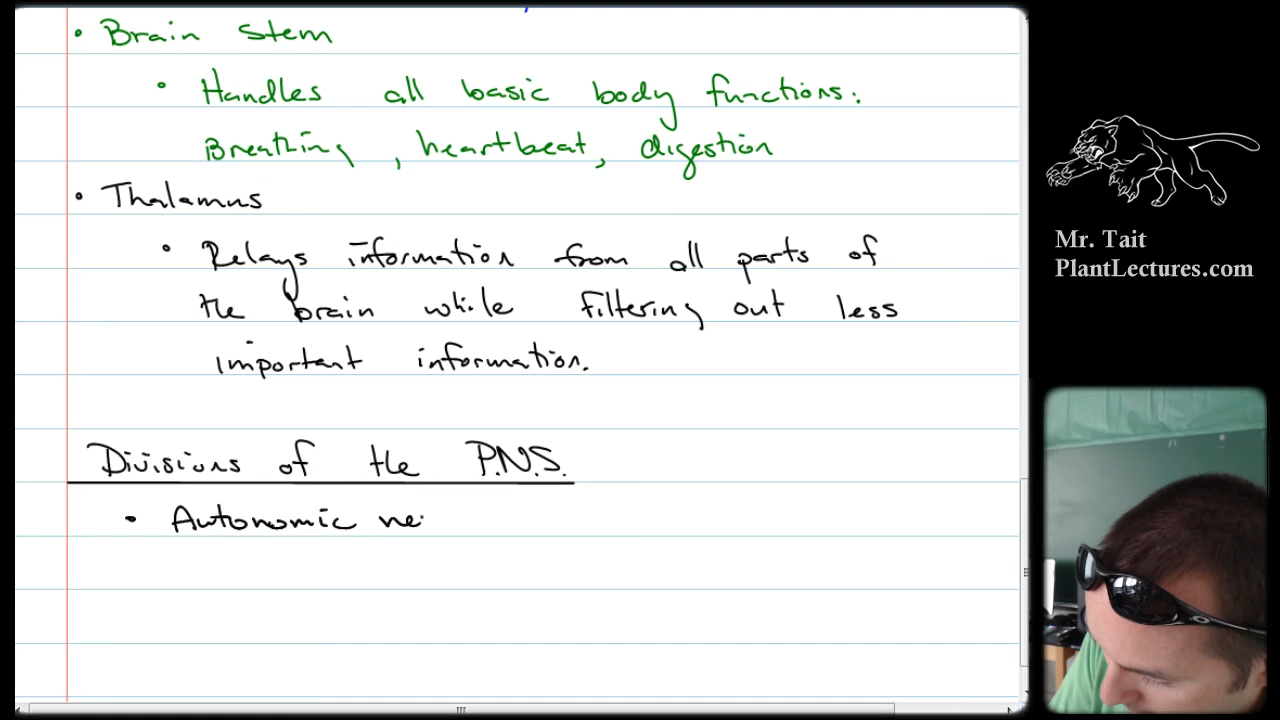 • Brain stem
• Handles all basic body functions:
Breathing, heartbeat, digestion
• Thalamus
• Relays information from all parts of
the brain while filtering out less
important information.
Divisions of the P.N.S.
• Autonomic ne
Mr. Tait
PlantLectures.com